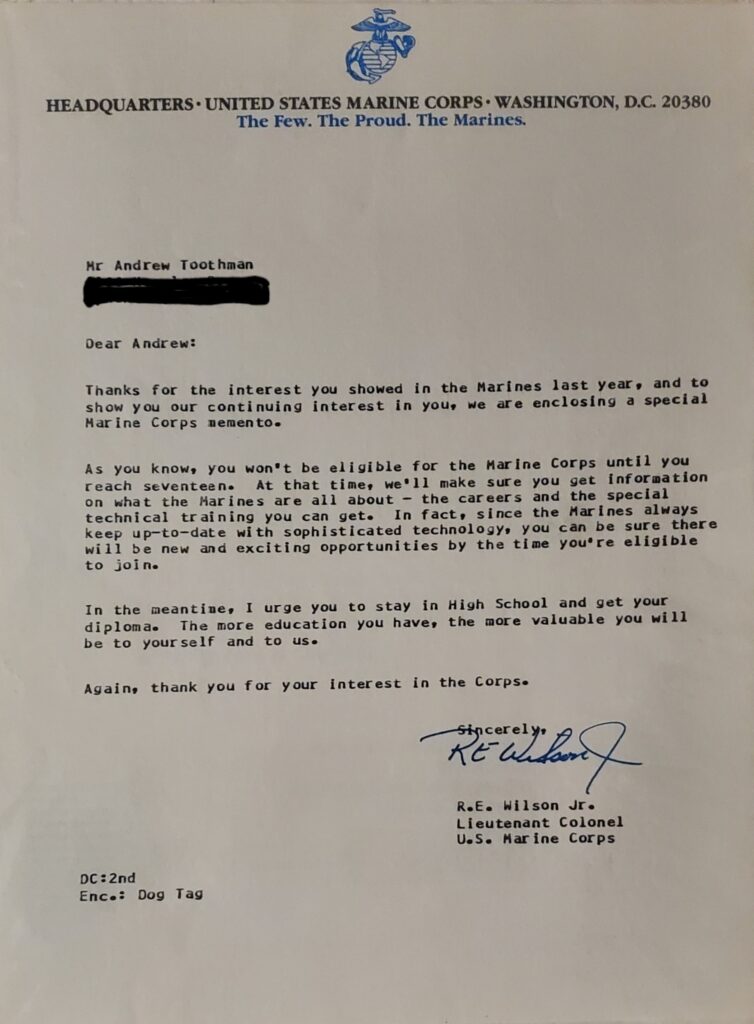 HEADQUARTERS · UNITED STATES MARINE CORPS · WASHINGTON, D.C. 20380
The Few. The Proud. The Marines.
Mr Andrew Toothman
Dear Andrew:
Thanks for the interest you showed in the Marines last year, and to
show you our continuing interest in you, we are enclosing a special
Marine Corps memento.
As you know, you won't be eligible for the Marine Corps until you
reach seventeen. At that time, we'll make sure you get information
on what the Marines are all about - the careers and the special
technical training you can get. In fact, since the Marines always
keep up-to-date with sophisticated technology, you can be sure there
will be new and exciting opportunities by the time you're eligible
to join.
In the meantime, I urge you to stay in High School and get your
diploma. The more education you have, the more valuable you will
be to yourself and to us.
Again, thank you for your interest in the Corps.
Sincerely,
RE Wilson Jr
R.E. Wilson Jr.
Lieutenant Colonel
U.S. Marine Corps
DC:2nd
Enc.: Dog Tag